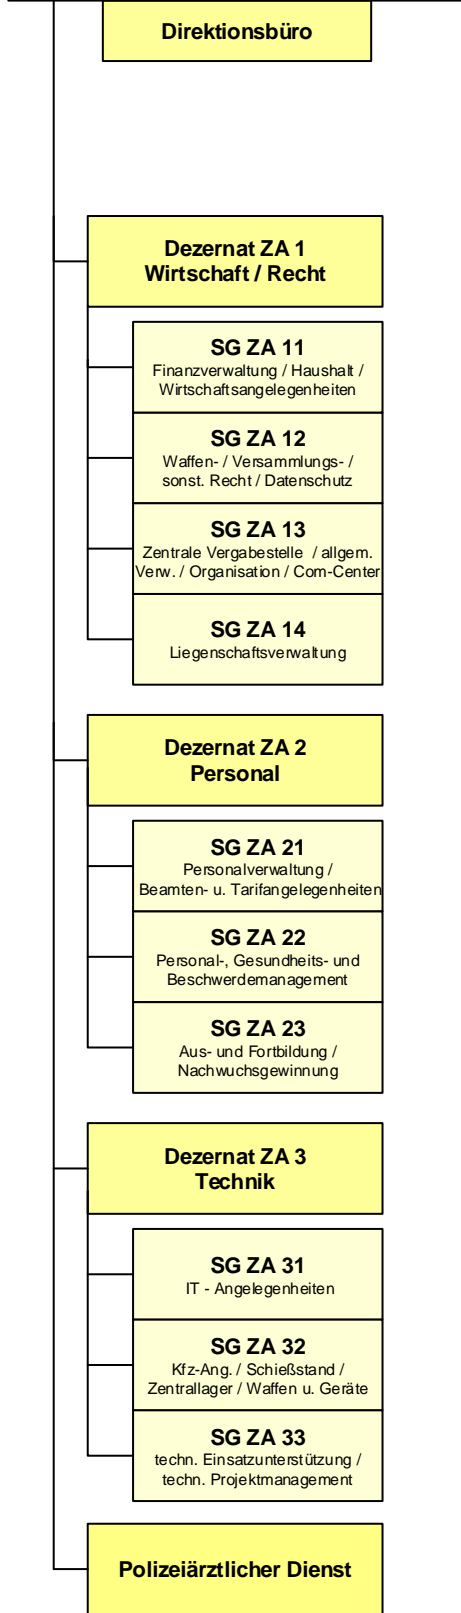 Direktionsbüro
Dezernat ZA 1
Wirtschaft / Recht
SG ZA 11
Finanzverwaltung / Haushalt /
Wirtschaftsangelegenheiten
SG ZA 12
Waffen- / Versammlungs- /
sonst. Recht / Datenschutz
SG ZA 13
Zentrale Vergabestelle / allgem.
Verw. / Organisation / Com-Center
SG ZA 14
Liegenschaftsverwaltung
Dezernat ZA 2
Personal
SG ZA 21
Personalverwaltung /
Beamten- u. Tarifangelegenheiten
SG ZA 22
Personal-, Gesundheits- und
Beschwerdemanagement
SG ZA 23
Aus- und Fortbildung /
Nachwuchsgewinnung
Dezernat ZA 3
Technik
SG ZA 31
IT - Angelegenheiten
SG ZA 32
Kfz-Ang. / Schießstand /
Zentrallager / Waffen u. Geräte
SG ZA 33
techn. Einsatzunterstützung /
techn. Projektmanagement
Polizeiärztlicher Dienst